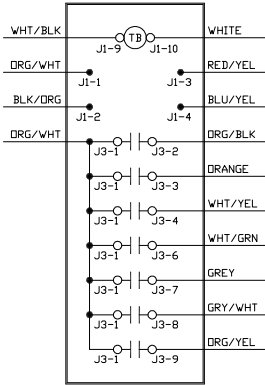 WHT/BLK TB WHITE
J1-9 J1-10
ORG/WHT RED/YEL
J1-1 J1-3
BLK/ORG BLU/YEL
J1-2 J1-4
ORG/WHT ORG/BLK
J3-1 J3-2
ORANGE
J3-1 J3-3
WHT/YEL
J3-1 J3-4
WHT/GRN
J3-1 J3-6
GREY
J3-1 J3-7
GRY/WHT
J3-1 J3-8
ORG/YEL
J3-1 J3-9